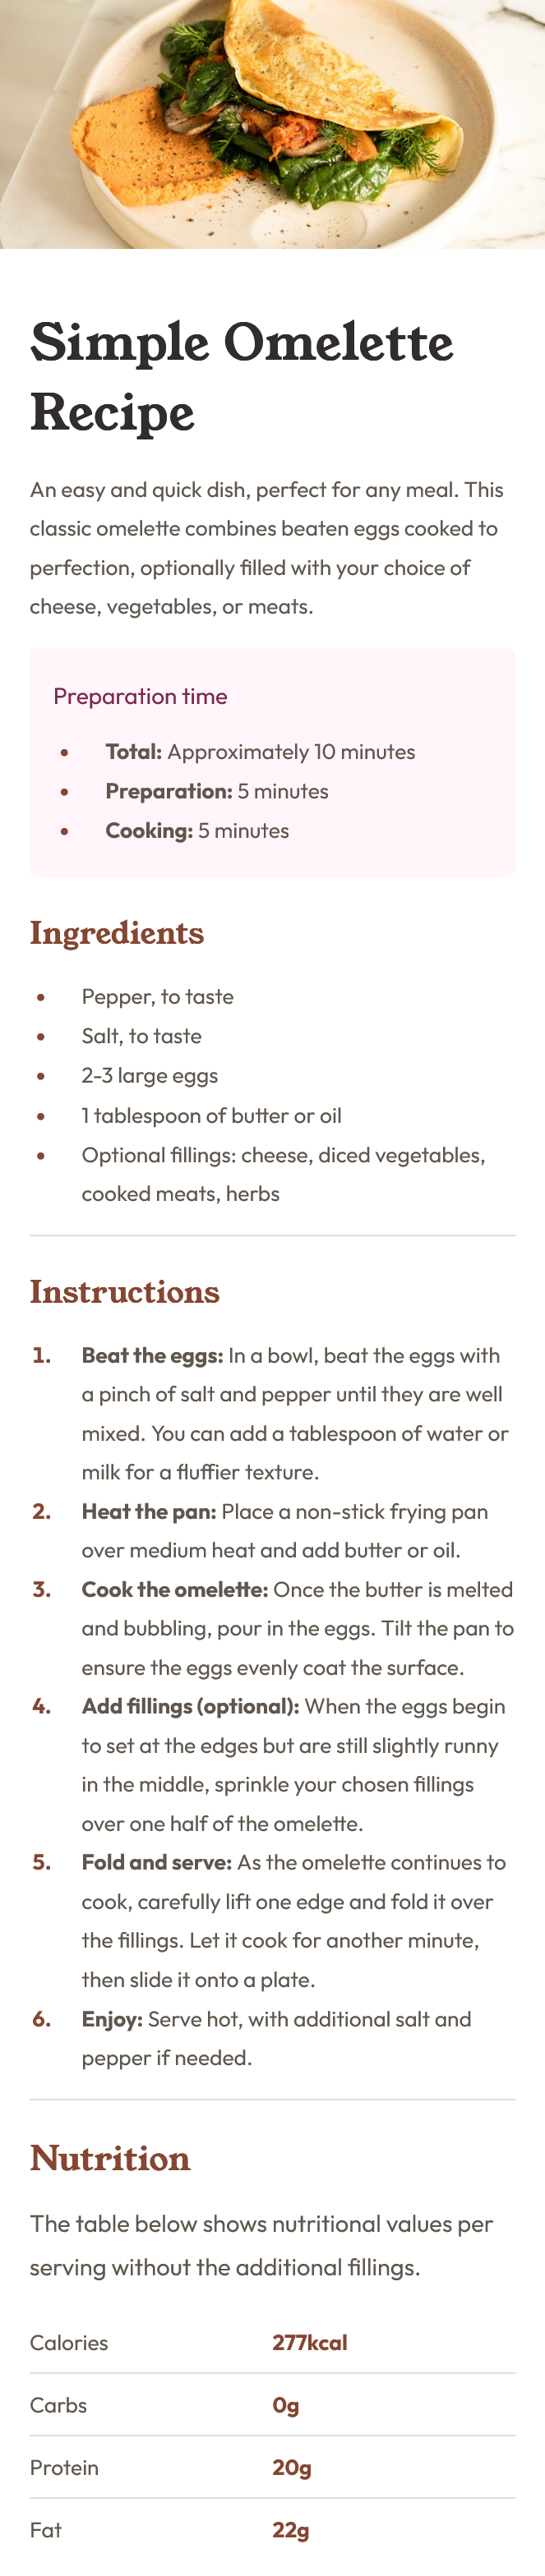 Simple Omelette
Recipe
An easy and quick dish, perfect for any meal. This
classic omelette combines beaten eggs cooked to
perfection, optionally filled with your choice of
cheese, vegetables, or meats.
Preparation time
• Total: Approximately 10 minutes
• Preparation: 5 minutes
• Cooking: 5 minutes
Ingredients
• Pepper, to taste
• Salt, to taste
• 2-3 large eggs
• 1 tablespoon of butter or oil
• Optional fillings: cheese, diced vegetables,
cooked meats, herbs
Instructions
1. Beat the eggs: In a bowl, beat the eggs with
a pinch of salt and pepper until they are well
mixed. You can add a tablespoon of water or
milk for a fluffier texture.
2. Heat the pan: Place a non-stick frying pan
over medium heat and add butter or oil.
3. Cook the omelette: Once the butter is melted
and bubbling, pour in the eggs. Tilt the pan to
ensure the eggs evenly coat the surface.
4. Add fillings (optional): When the eggs begin
to set at the edges but are still slightly runny
in the middle, sprinkle your chosen fillings
over one half of the omelette.
5. Fold and serve: As the omelette continues to
cook, carefully lift one edge and fold it over
the fillings. Let it cook for another minute,
then slide it onto a plate.
6. Enjoy: Serve hot, with additional salt and
pepper if needed.
Nutrition
The table below shows nutritional values per
serving without the additional fillings.
Calories 277kcal
Carbs 0g
Protein 20g
Fat 22g